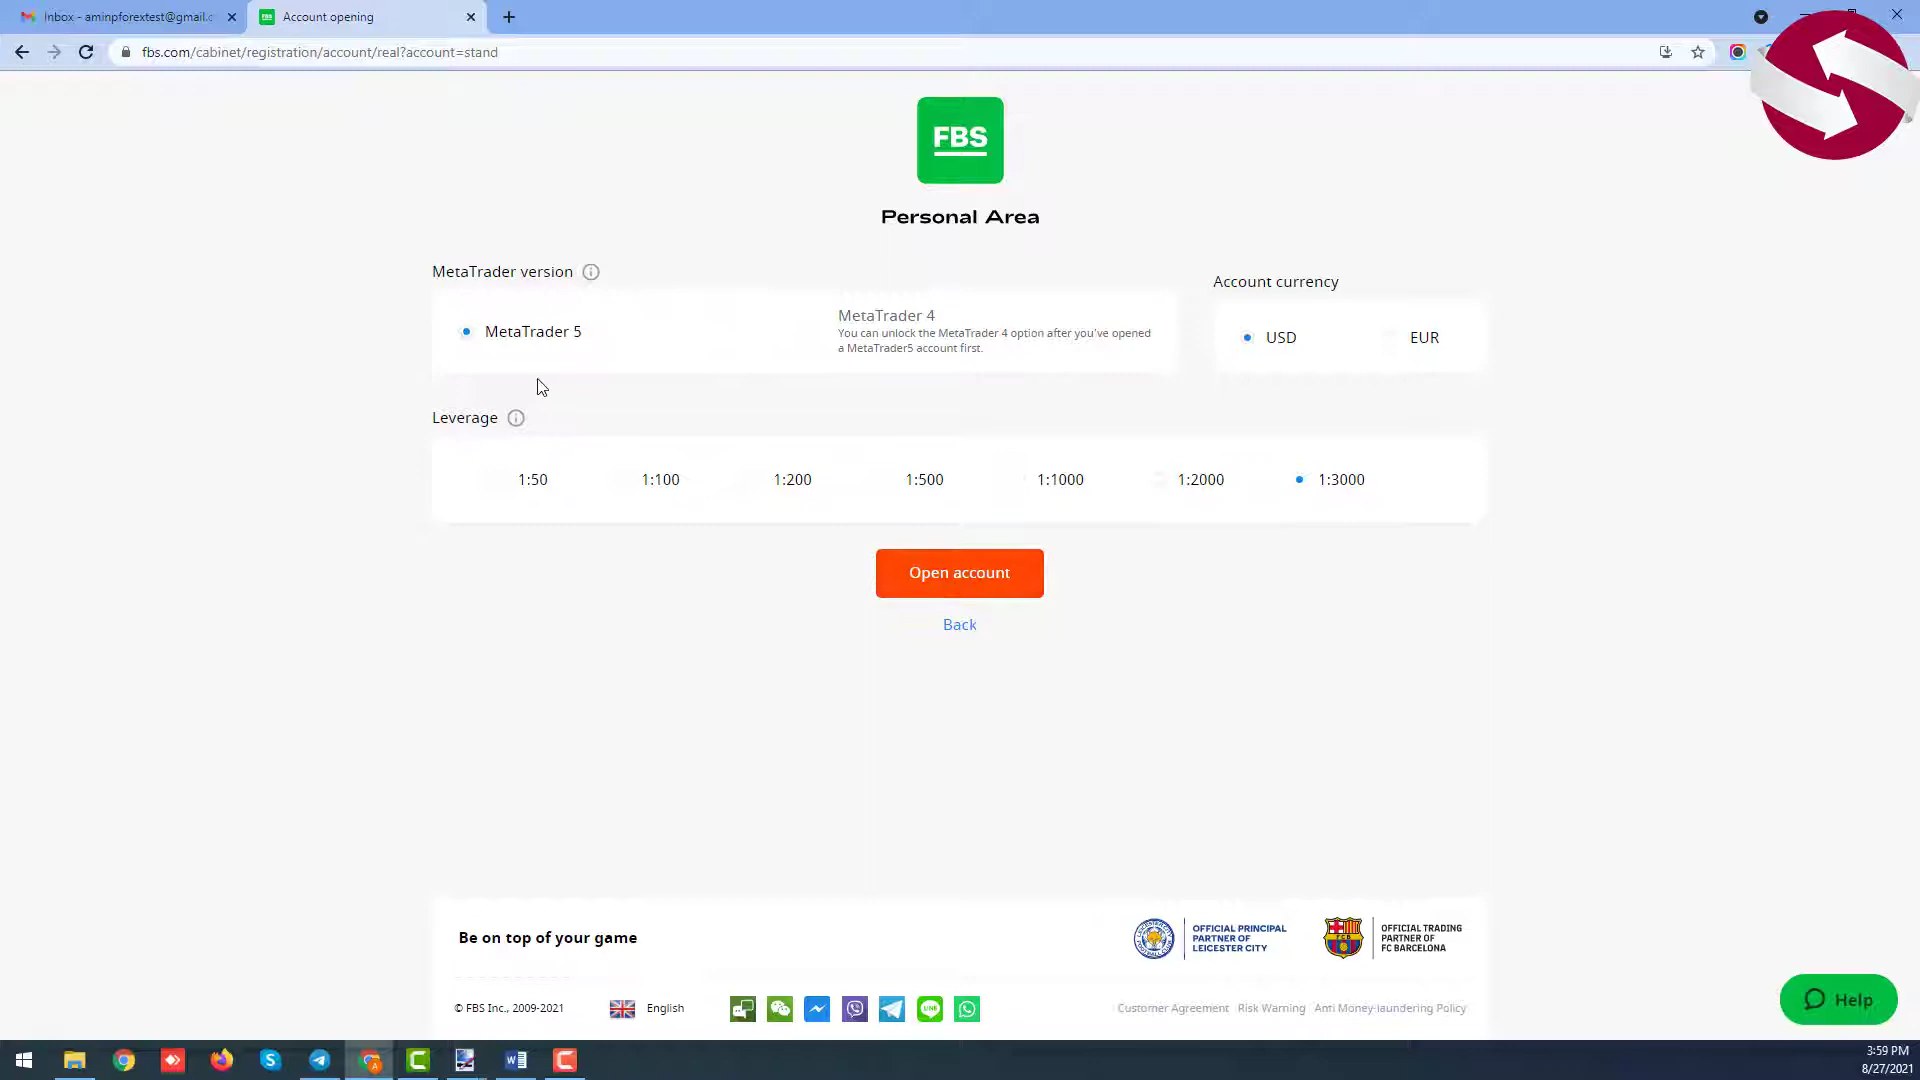 Inbox - aminpforextest@gmail.c
Account opening
fbs.com/cabinet/registration/account/real?account=stand
FBS
Personal Area
MetaTrader version
Account currency
MetaTrader 5
MetaTrader 4
You can unlock the MetaTrader 4 option after you've opened
a MetaTrader5 account first.
USD
EUR
Leverage
1:50
1:100
1:200
1:500
1:1000
1:2000
1:3000
Open account
Back
Be on top of your game
OFFICIAL PRINCIPAL
PARTNER OF
LEICESTER CITY
OFFICIAL TRADING
PARTNER OF
FC BARCELONA
© FBS Inc., 2009-2021
English
Customer Agreement
Risk Warning
Anti Money-laundering Policy
Help
3:59 PM
8/27/2021